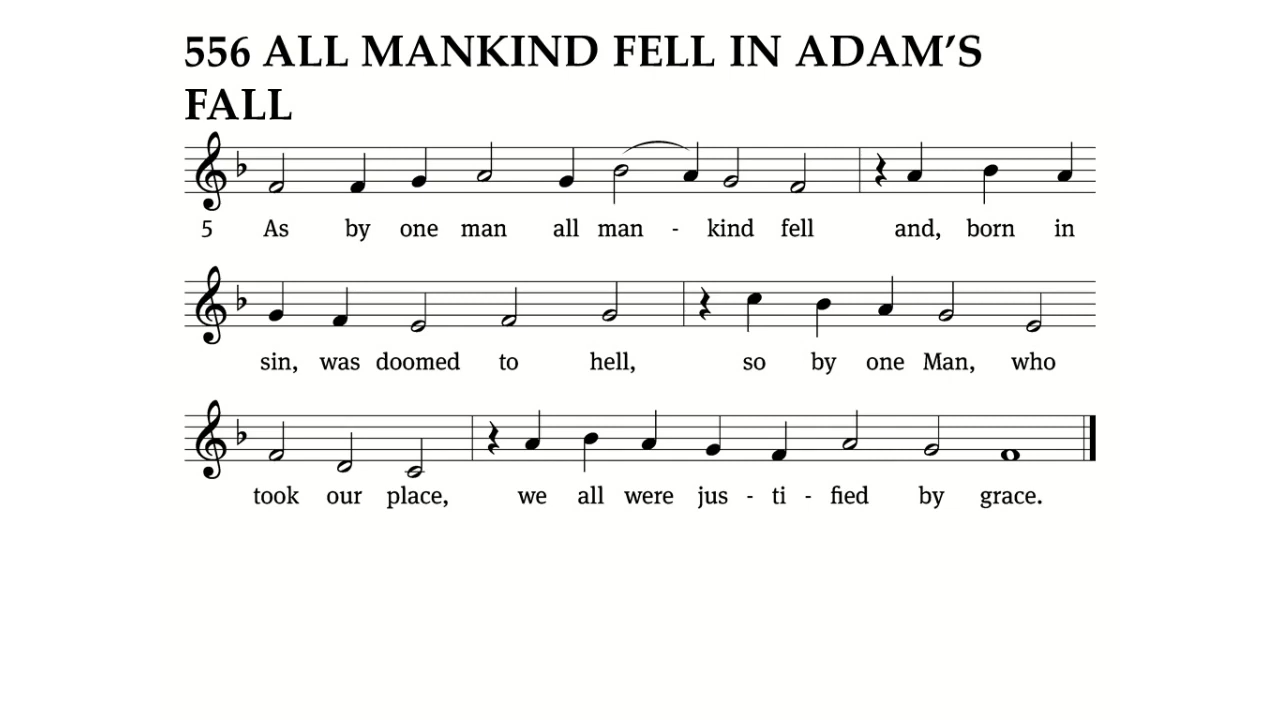 556 ALL MANKIND FELL IN ADAM’S
FALL
5 As by one man all man - kind fell and, born in
sin, was doomed to hell, so by one Man, who
took our place, we all were jus - ti - fied by grace.